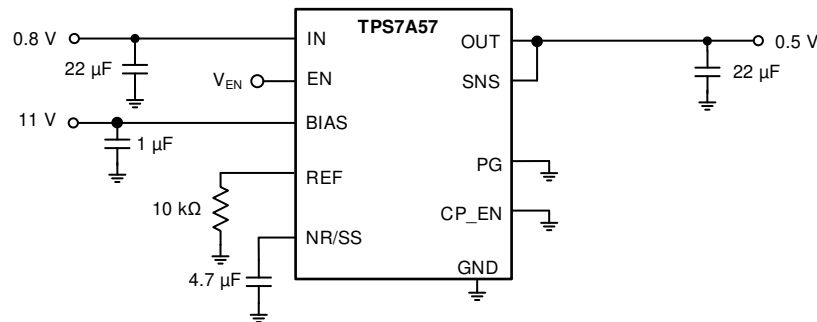 TPS7A57
0.8 V
IN
OUT
0.5 V
22 µF
EN
V_EN
SNS
22 µF
11 V
BIAS
1 µF
REF
PG
10 kΩ
CP_EN
NR/SS
4.7 µF
GND